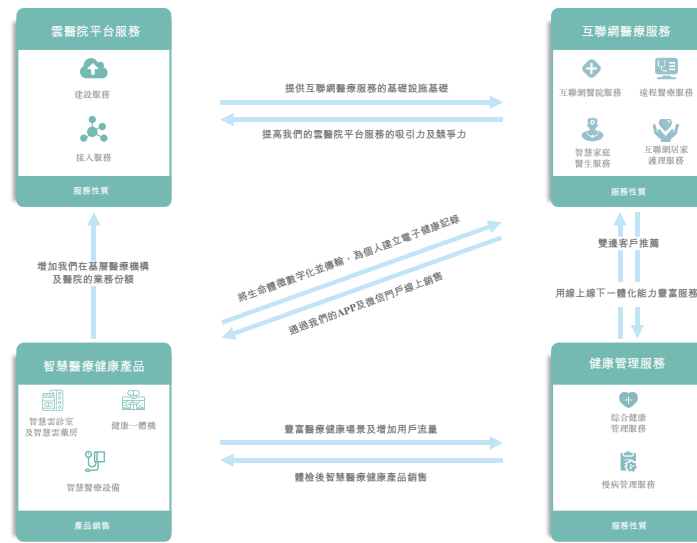 雲醫院平台服務
建設服務
接入服務
服務性質
提供互聯網醫療服務的基礎設施基礎
提高我們的雲醫院平台服務的吸引力及競爭力
互聯網醫療服務
互聯網醫院服務
遠程醫療服務
智慧家庭
醫生服務
互聯網居家
護理服務
服務性質
增加我們在基層醫療機構
及醫院的業務份額
將生命體徵數字化並傳輸，為個人建立電子健康記錄
通過我們的APP及微信門戶線上銷售
雙邊客戶推薦
用線上線下一體化能力豐富服務
智慧醫療健康產品
智慧雲診室
及智慧雲藥房
健康一體機
智慧醫療設備
產品銷售
豐富醫療健康場景及增加用戶流量
體檢後智慧醫療健康產品銷售
健康管理服務
綜合健康
管理服務
慢病管理服務
服務性質